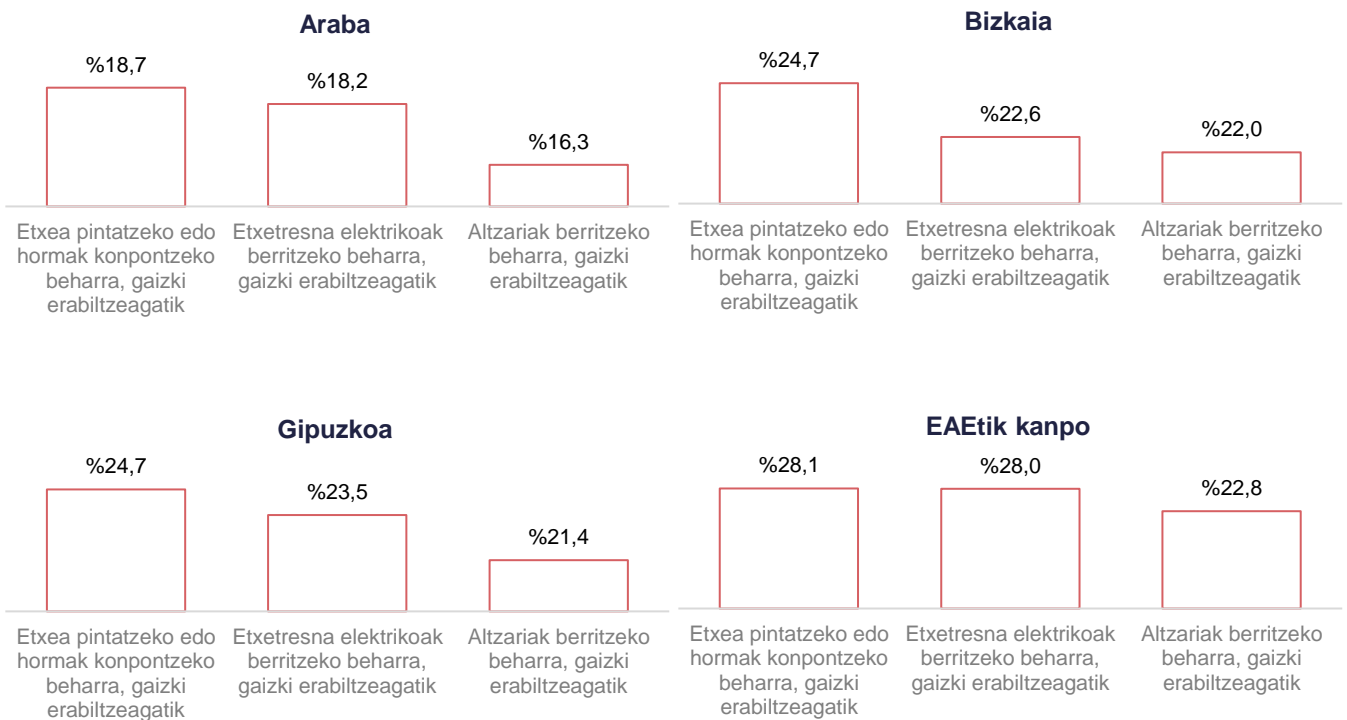 Araba
%18,7
%18,2
%16,3
Etxea pintatzeko edo
hormak konpontzeko
beharra, gaizki
erabiltzeagatik
Etxetresna elektrikoak
berritzeko beharra,
gaizki erabiltzeagatik
Altzariak berritzeko
beharra, gaizki
erabiltzeagatik
Bizkaia
%24,7
%22,6
%22,0
Etxea pintatzeko edo
hormak konpontzeko
beharra, gaizki
erabiltzeagatik
Etxetresna elektrikoak
berritzeko beharra,
gaizki erabiltzeagatik
Altzariak berritzeko
beharra, gaizki
erabiltzeagatik
Gipuzkoa
%24,7
%23,5
%21,4
Etxea pintatzeko edo
hormak konpontzeko
beharra, gaizki
erabiltzeagatik
Etxetresna elektrikoak
berritzeko beharra,
gaizki erabiltzeagatik
Altzariak berritzeko
beharra, gaizki
erabiltzeagatik
EAEtik kanpo
%28,1
%28,0
%22,8
Etxea pintatzeko edo
hormak konpontzeko
beharra, gaizki
erabiltzeagatik
Etxetresna elektrikoak
berritzeko beharra,
gaizki erabiltzeagatik
Altzariak berritzeko
beharra, gaizki
erabiltzeagatik